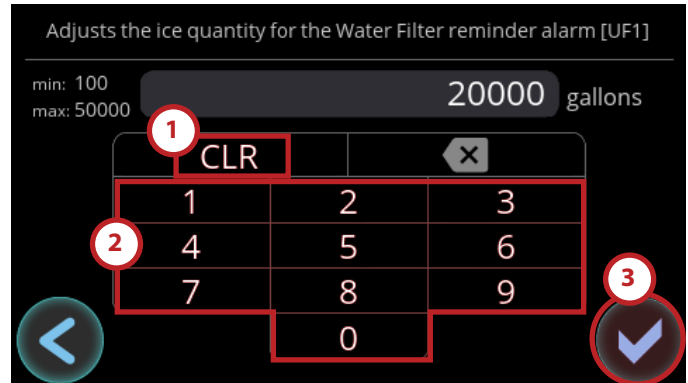 Adjusts the ice quantity for the Water Filter reminder alarm [UF1]
min: 100
max: 50000
20000 gallons
1
CLR
1 2 3
2
4 5 6
3
7 8 9
0